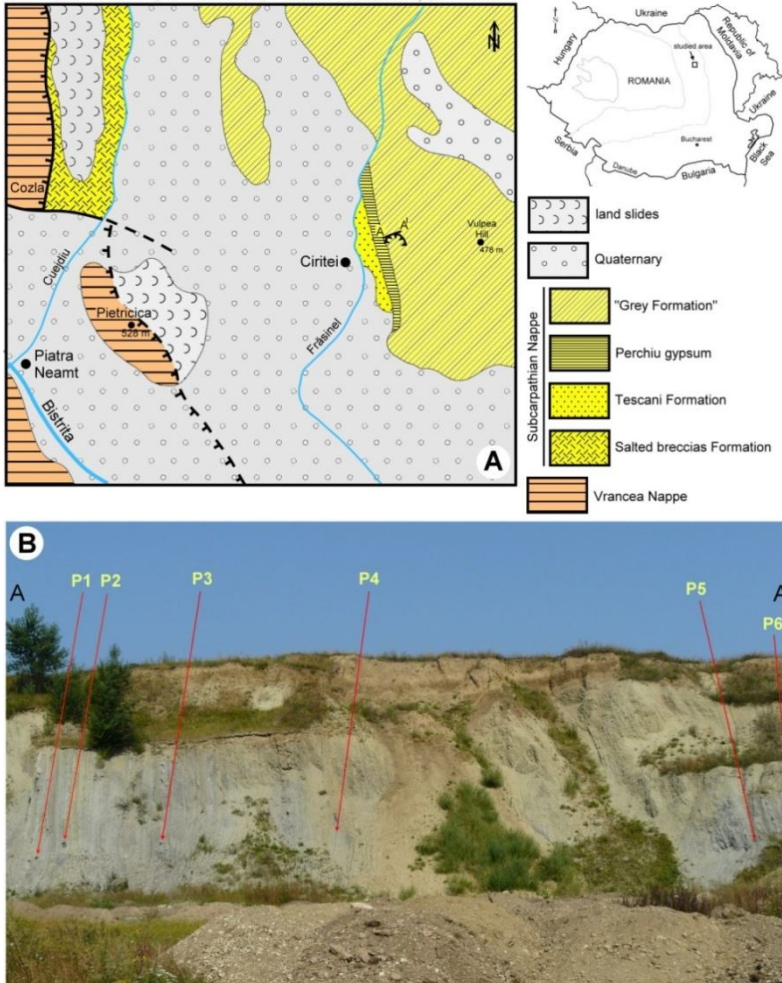 N
Cozla
Cuejdiu
Pietricica
528 m
Piatra
Neamt
Bistrita
Ciritei
Frăsinel
A
A'
Vulpea
Hill
478 m
A
N
Ukraine
Hungary
Republic of
Moldavia
studied area
ROMANIA
Ukraine
Bucharest
Serbia
Danube
Bulgaria
Black
Sea
land slides
Quaternary
Subcarpathian Nappe
"Grey Formation"
Perchiu gypsum
Tescani Formation
Salted breccias Formation
Vrancea Nappe
B
A
P1
P2
P3
P4
P5
A
P6